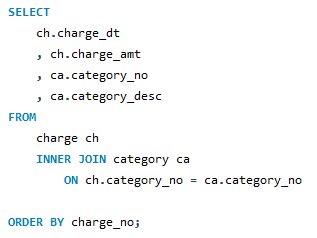 SELECT
    ch.charge_dt
    , ch.charge_amt
    , ca.category_no
    , ca.category_desc
FROM
    charge ch
    INNER JOIN category ca
        ON ch.category_no = ca.category_no
ORDER BY charge_no;